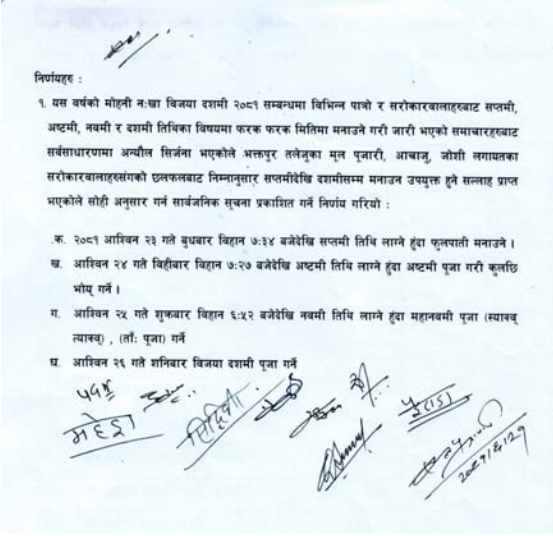 निर्णयहरु :
१. यस वर्षको मोहनी नःखा विजया दशमी २०८१ सम्बन्धमा विभिन्न पात्रो र सरोकारवालाहरुबाट सप्तमी,
अष्टमी, नवमी र दशमी तिथिका विषयमा फरक फरक मितिमा मनाउने गरी जारी भएको समाचारहरुबाट
सर्वसाधारणमा अन्यौल सिर्जना भएकोले भक्तपुर तलेजुका मूल पूजारी, आचाजु, जोशी लगायतका
सरोकारवालाहरुसंगको छलफलबाट निम्नानुसार सप्तमीदेखि दशमीसम्म मनाउन उपयुक्त हुने सल्लाह प्राप्त
भएकोले सोही अनुसार गर्न सार्वजनिक सूचना प्रकाशित गर्ने निर्णय गरियो :
क. २०८१ आश्विन २३ गते बुधबार विहान ७:३४ बजेदेखि सप्तमी तिथि लाग्ने हुंदा फुलपाती मनाउने ।
ख. आश्विन २४ गते विहीवार विहान ७:२७ बजेदेखि अष्टमी तिथि लाग्ने हुंदा अष्टमी पूजा गरी कुलछि
भोय् गर्ने ।
ग. आश्विन २५ गते शुक्रबार विहान ६:५२ बजेदेखि नवमी तिथि लाग्ने हुंदा महानवमी पूजा (स्याक्व्
त्याक्व्) , (ताः पूजा) गर्ने
घ. आश्विन २६ गते शनिबार विजया दशमी पूजा गर्ने